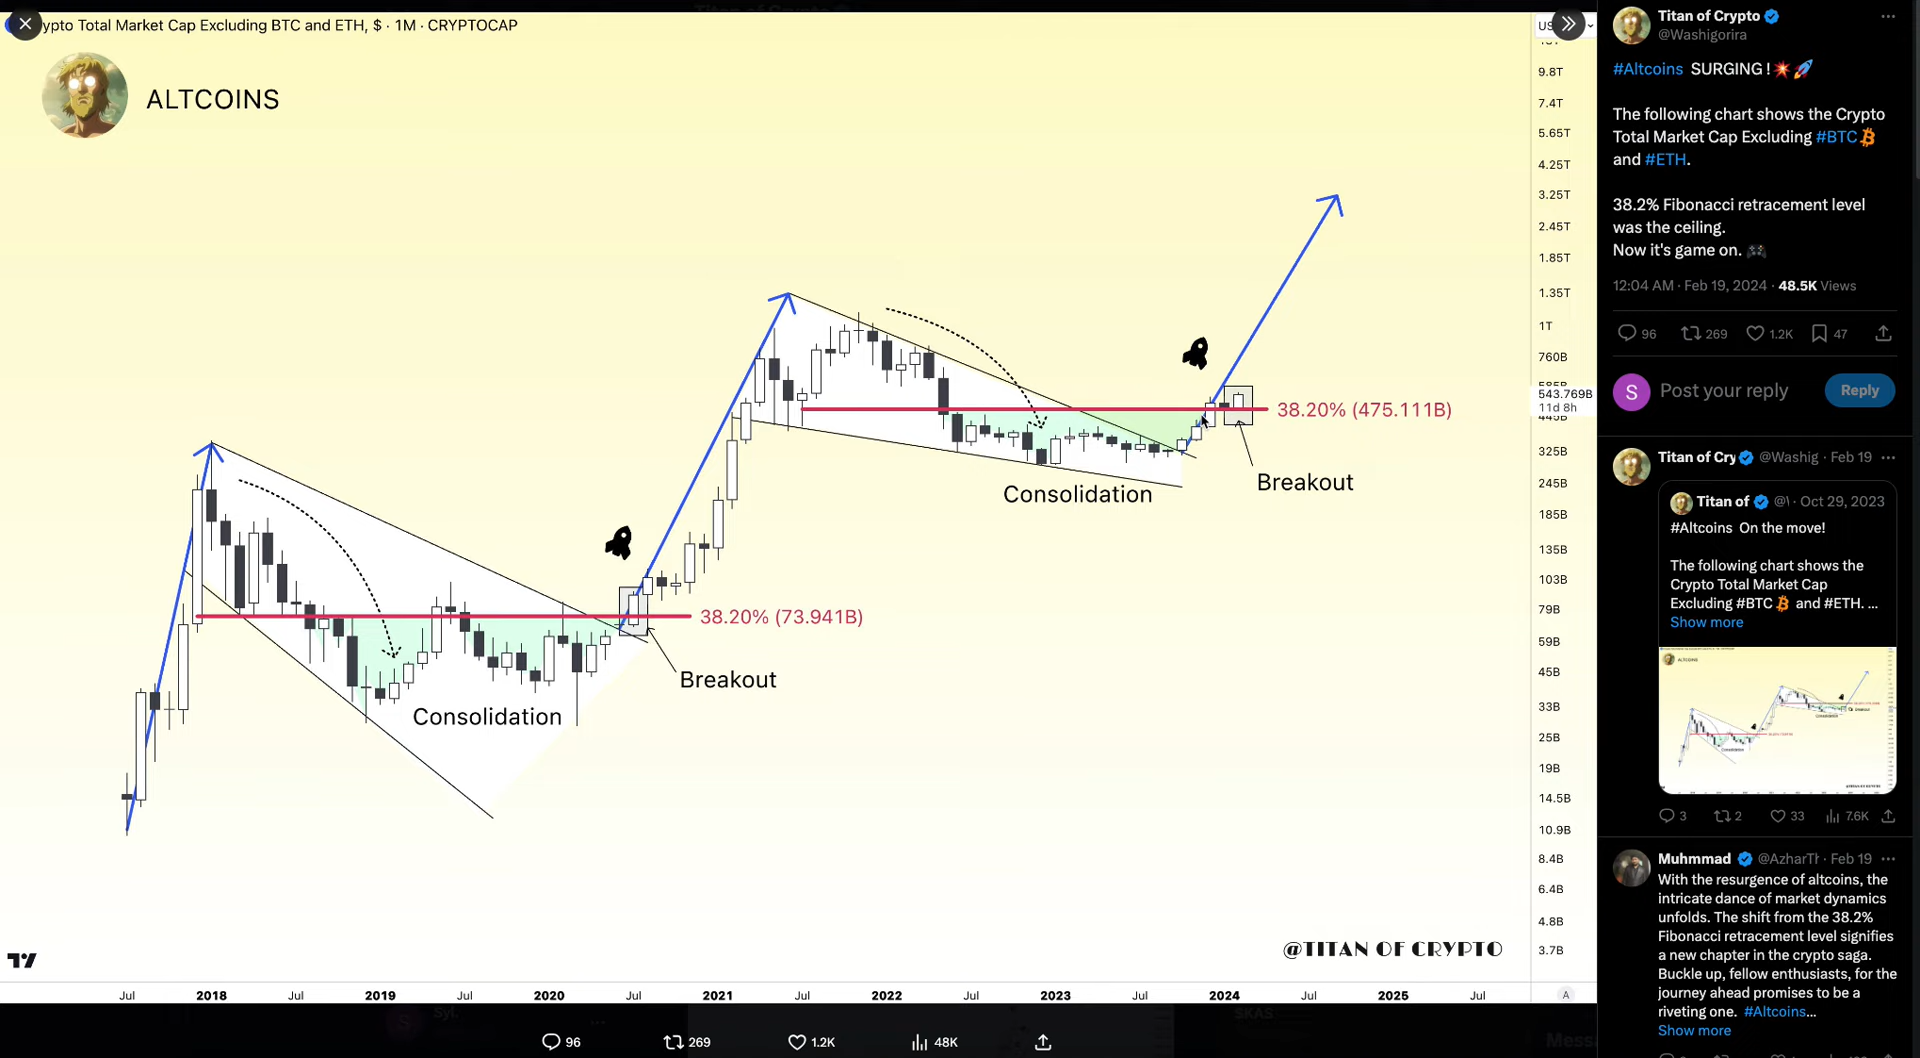 ypto Total Market Cap Excluding BTC and ETH, $ · 1M · CRYPTOCAP
ALTCOINS
9.8T
7.4T
5.65T
4.25T
3.25T
2.45T
1.85T
1.35T
1T
760B
543.769B
11d 8h
325B
245B
185B
135B
103B
79B
59B
45B
33B
25B
19B
14.5B
10.9B
8.4B
6.4B
4.8B
3.7B
38.20% (475.111B)
Breakout
Consolidation
38.20% (73.941B)
Breakout
Consolidation
@TITAN OF CRYPTO
Jul 2018 Jul 2019 Jul 2020 Jul 2021 Jul 2022 Jul 2023 Jul 2024 Jul 2025 Jul
A
96 269 1.2K 48K
Titan of Crypto
@Washigorira
#Altcoins SURGING !
The following chart shows the Crypto
Total Market Cap Excluding #BTC
and #ETH.
38.2% Fibonacci retracement level
was the ceiling.
Now it's game on.
12:04 AM · Feb 19, 2024 · 48.5K Views
96 269 1.2K 47
S Post your reply Reply
Titan of Cry @Washig · Feb 19
Titan of @\ · Oct 29, 2023
#Altcoins On the move!
The following chart shows the
Crypto Total Market Cap
Excluding #BTC and #ETH. ...
Show more
3 2 33 7.6K
Muhmmad @AzharTh · Feb 19
With the resurgence of altcoins, the
intricate dance of market dynamics
unfolds. The shift from the 38.2%
Fibonacci retracement level signifies
a new chapter in the crypto saga.
Buckle up, fellow enthusiasts, for the
journey ahead promises to be a
riveting one. #Altcoins...
Show more